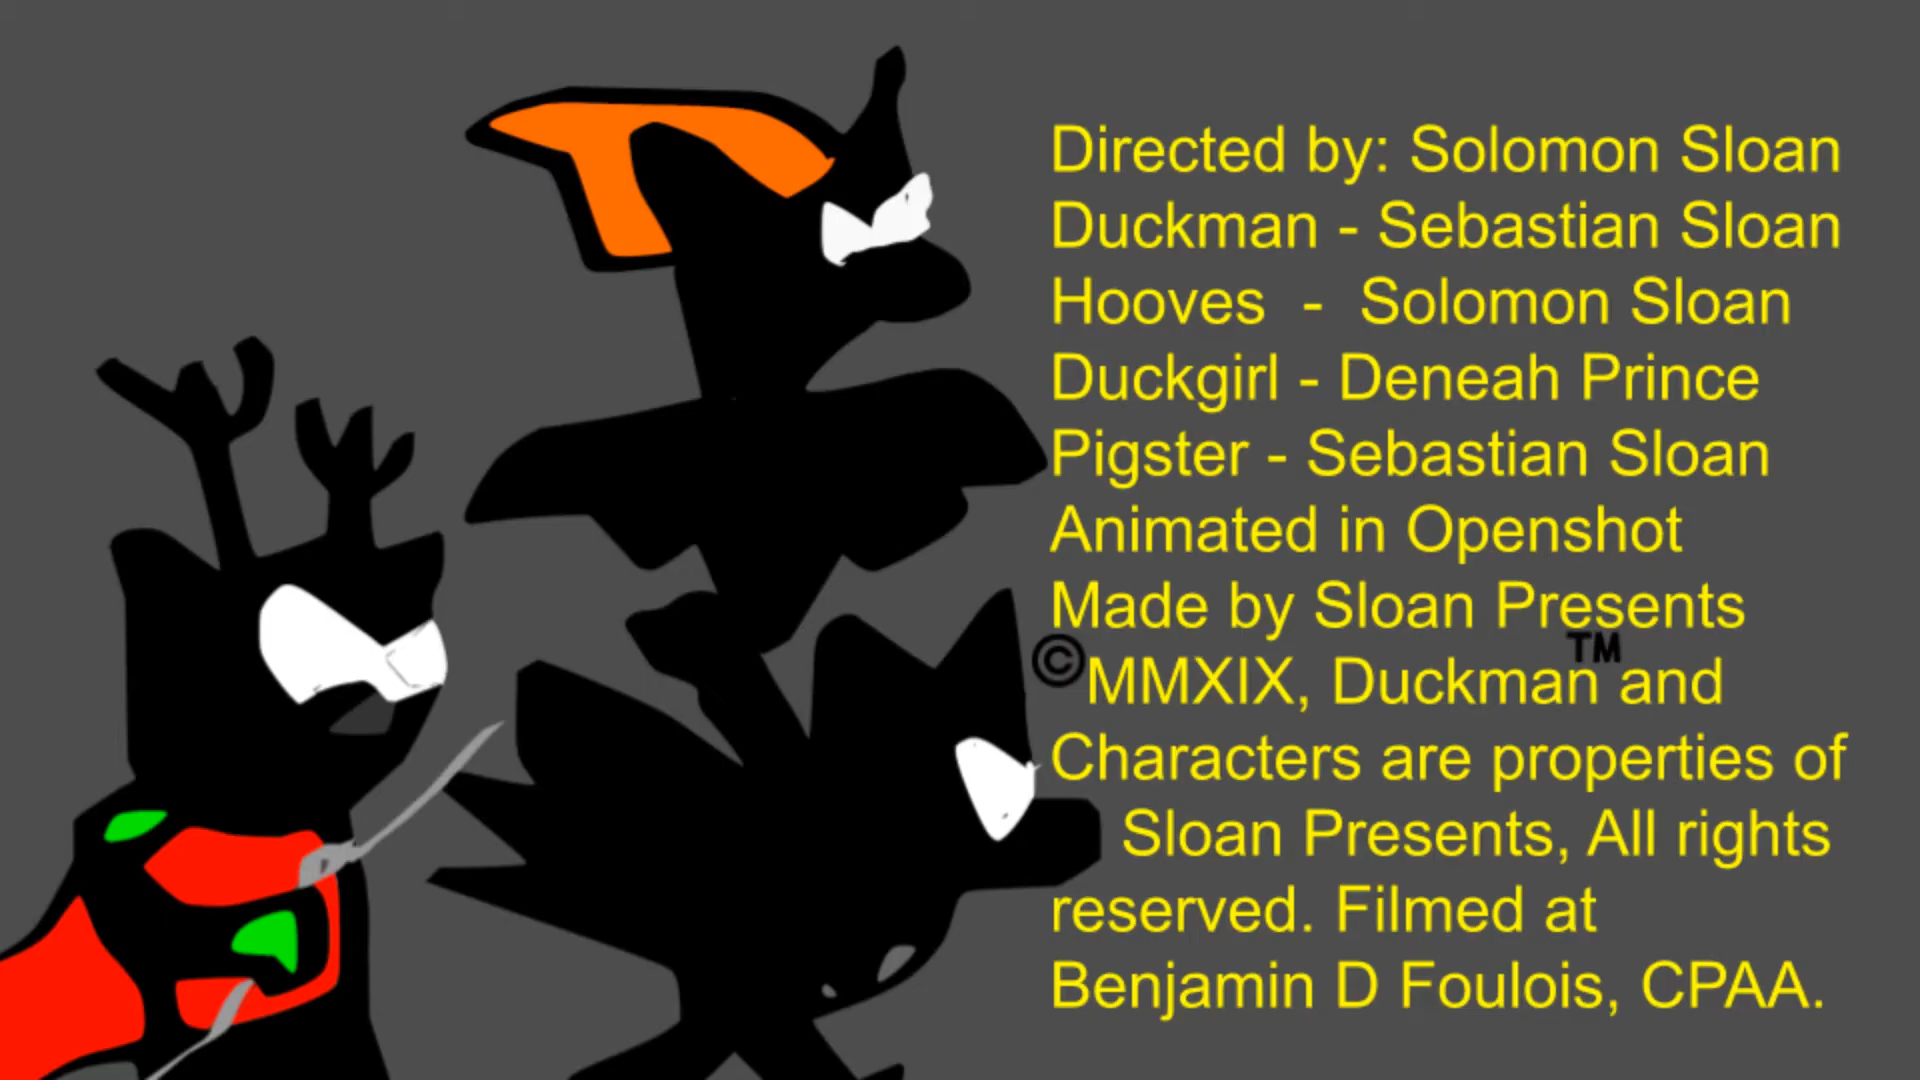 Directed by: Solomon Sloan
Duckman - Sebastian Sloan
Hooves - Solomon Sloan
Duckgirl - Deneah Prince
Pigster - Sebastian Sloan
Animated in Openshot
Made by Sloan Presents
©MMXIX, Duckman™ and
Characters are properties of
Sloan Presents, All rights
reserved. Filmed at
Benjamin D Foulois, CPAA.